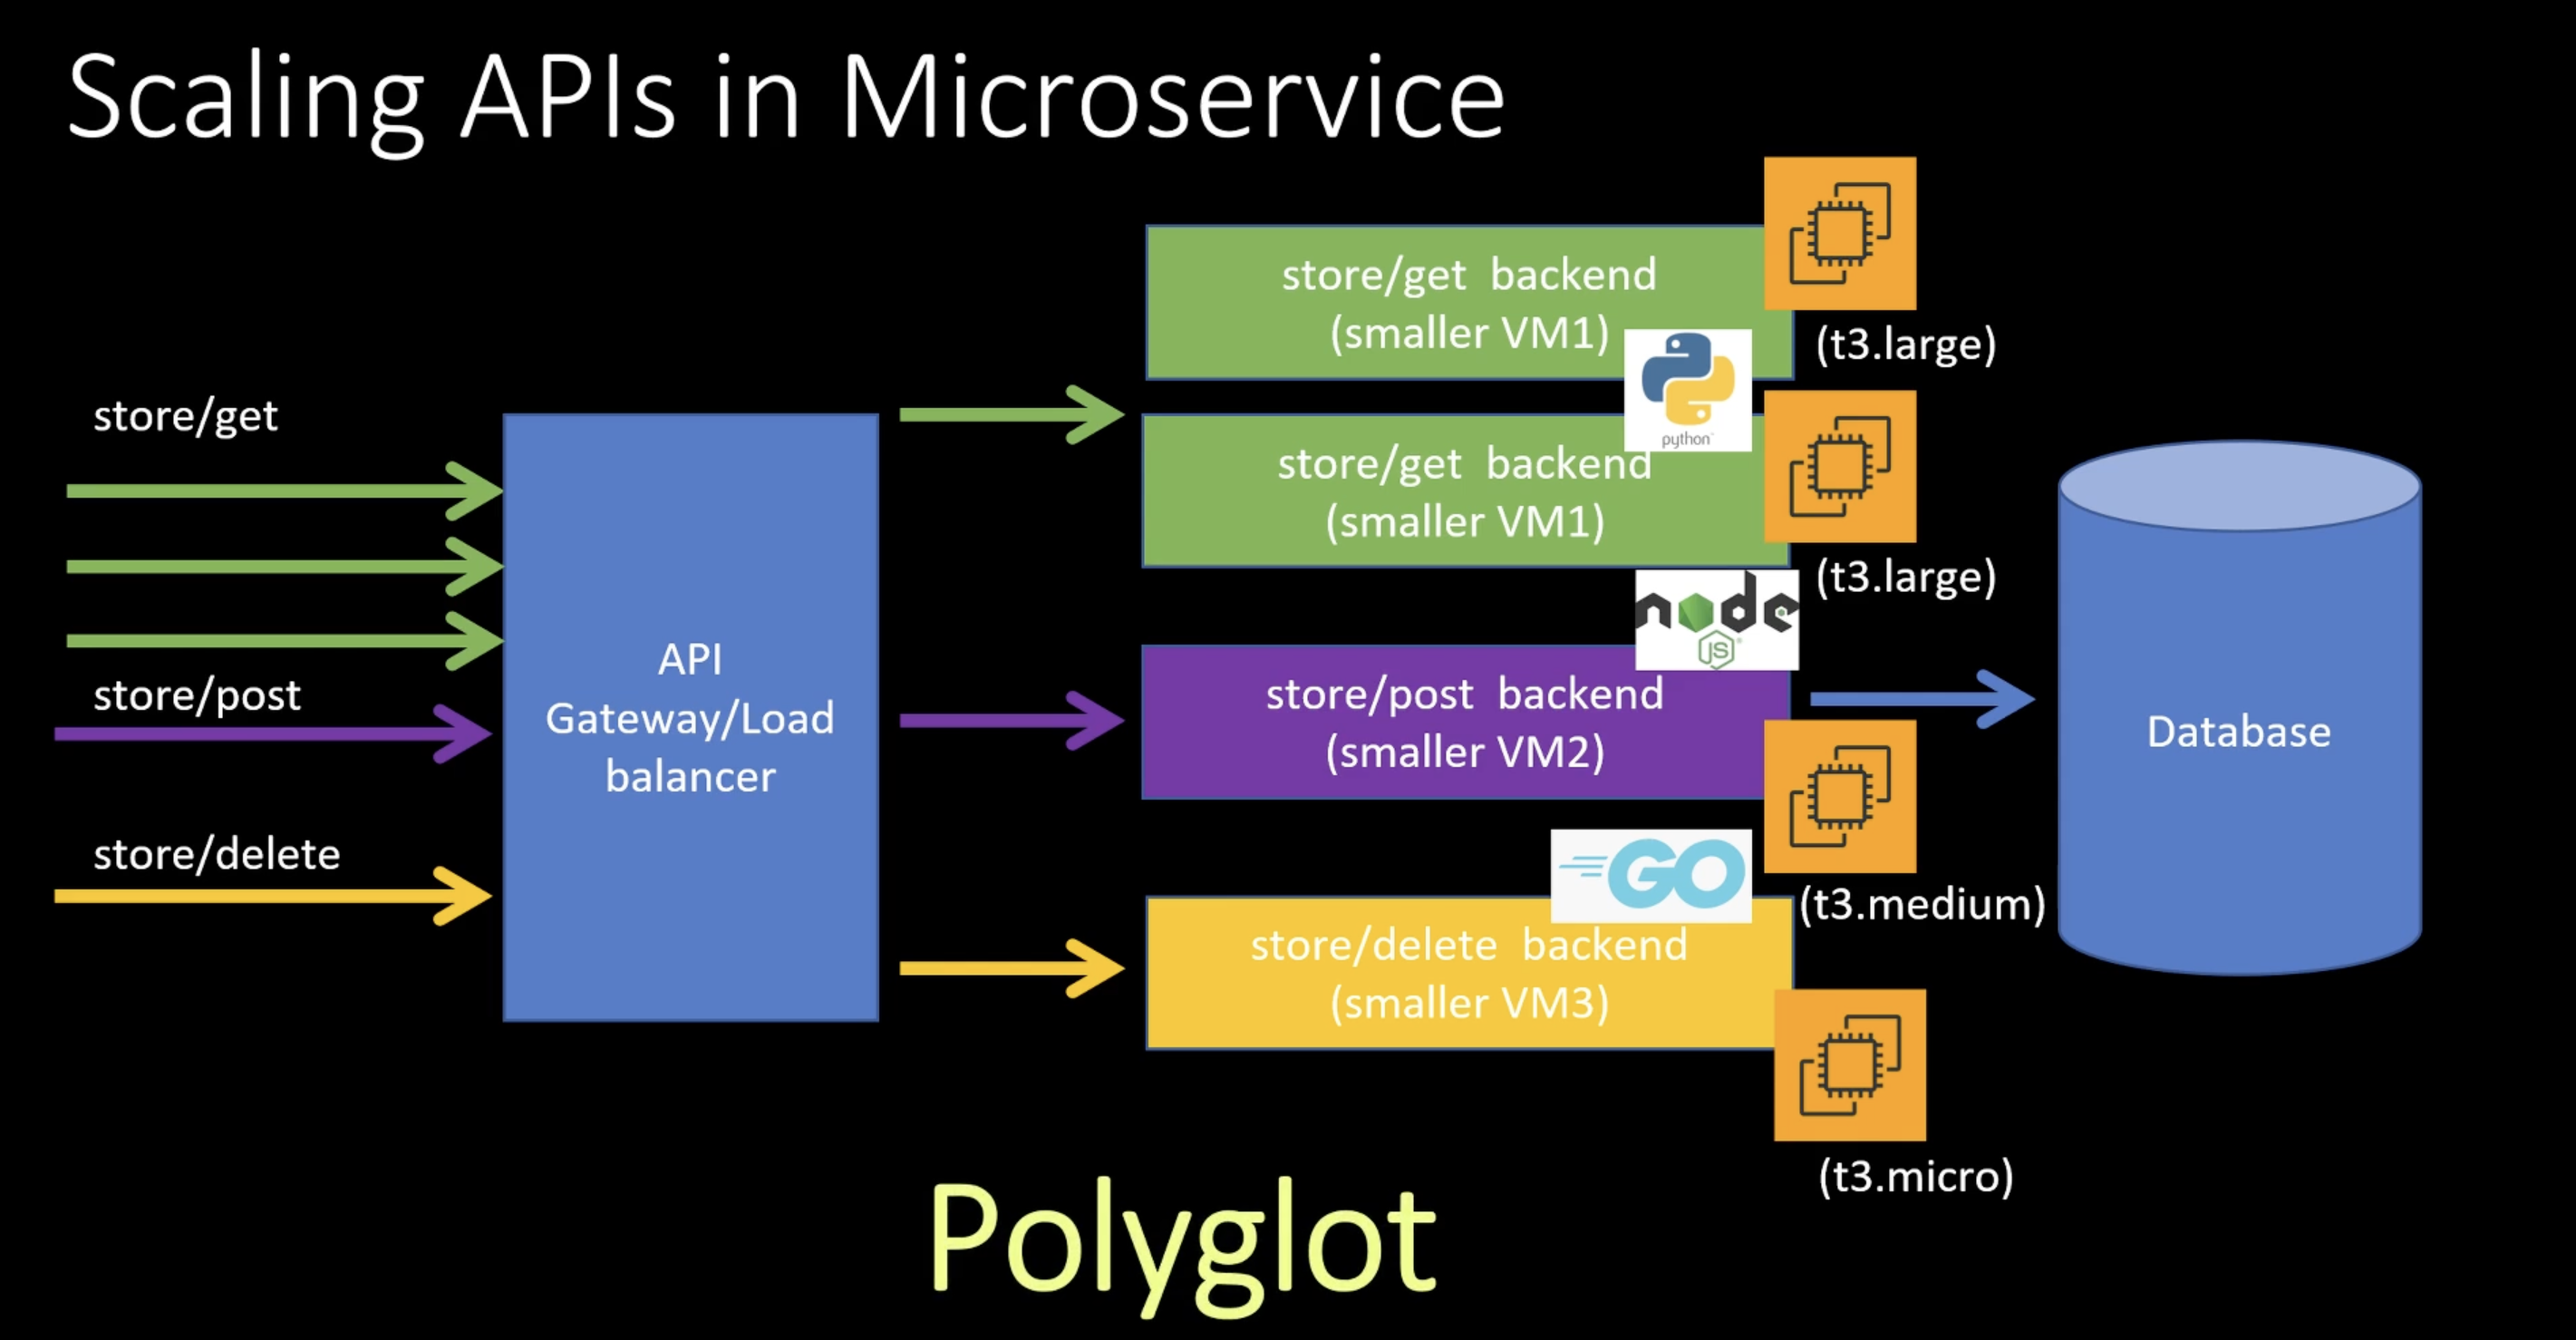 Scaling APIs in Microservice
store/get
store/post
store/delete
API
Gateway/Load
balancer
store/get backend
(smaller VM1)
python
(t3.large)
store/get backend
(smaller VM1)
(t3.large)
node
JS
store/post backend
(smaller VM2)
(t3.medium)
GO
store/delete backend
(smaller VM3)
(t3.micro)
Database
Polyglot